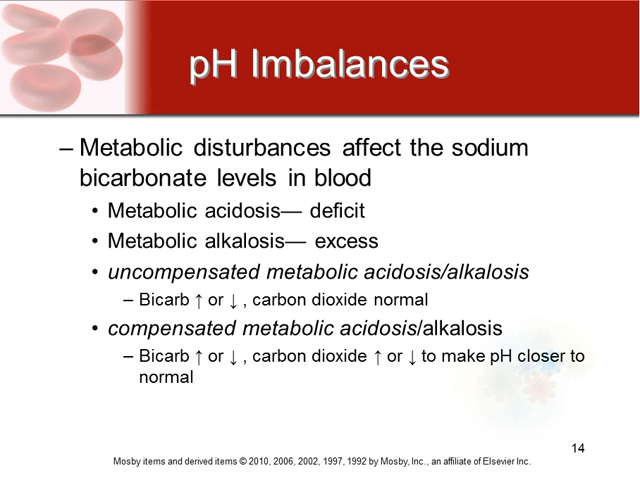 pH Imbalances
– Metabolic disturbances affect the sodium
bicarbonate levels in blood
• Metabolic acidosis— deficit
• Metabolic alkalosis— excess
• uncompensated metabolic acidosis/alkalosis
– Bicarb ↑ or ↓ , carbon dioxide normal
• compensated metabolic acidosis/alkalosis
– Bicarb ↑ or ↓ , carbon dioxide ↑ or ↓ to make pH closer to
normal
14
Mosby items and derived items © 2010, 2006, 2002, 1997, 1992 by Mosby, Inc., an affiliate of Elsevier Inc.